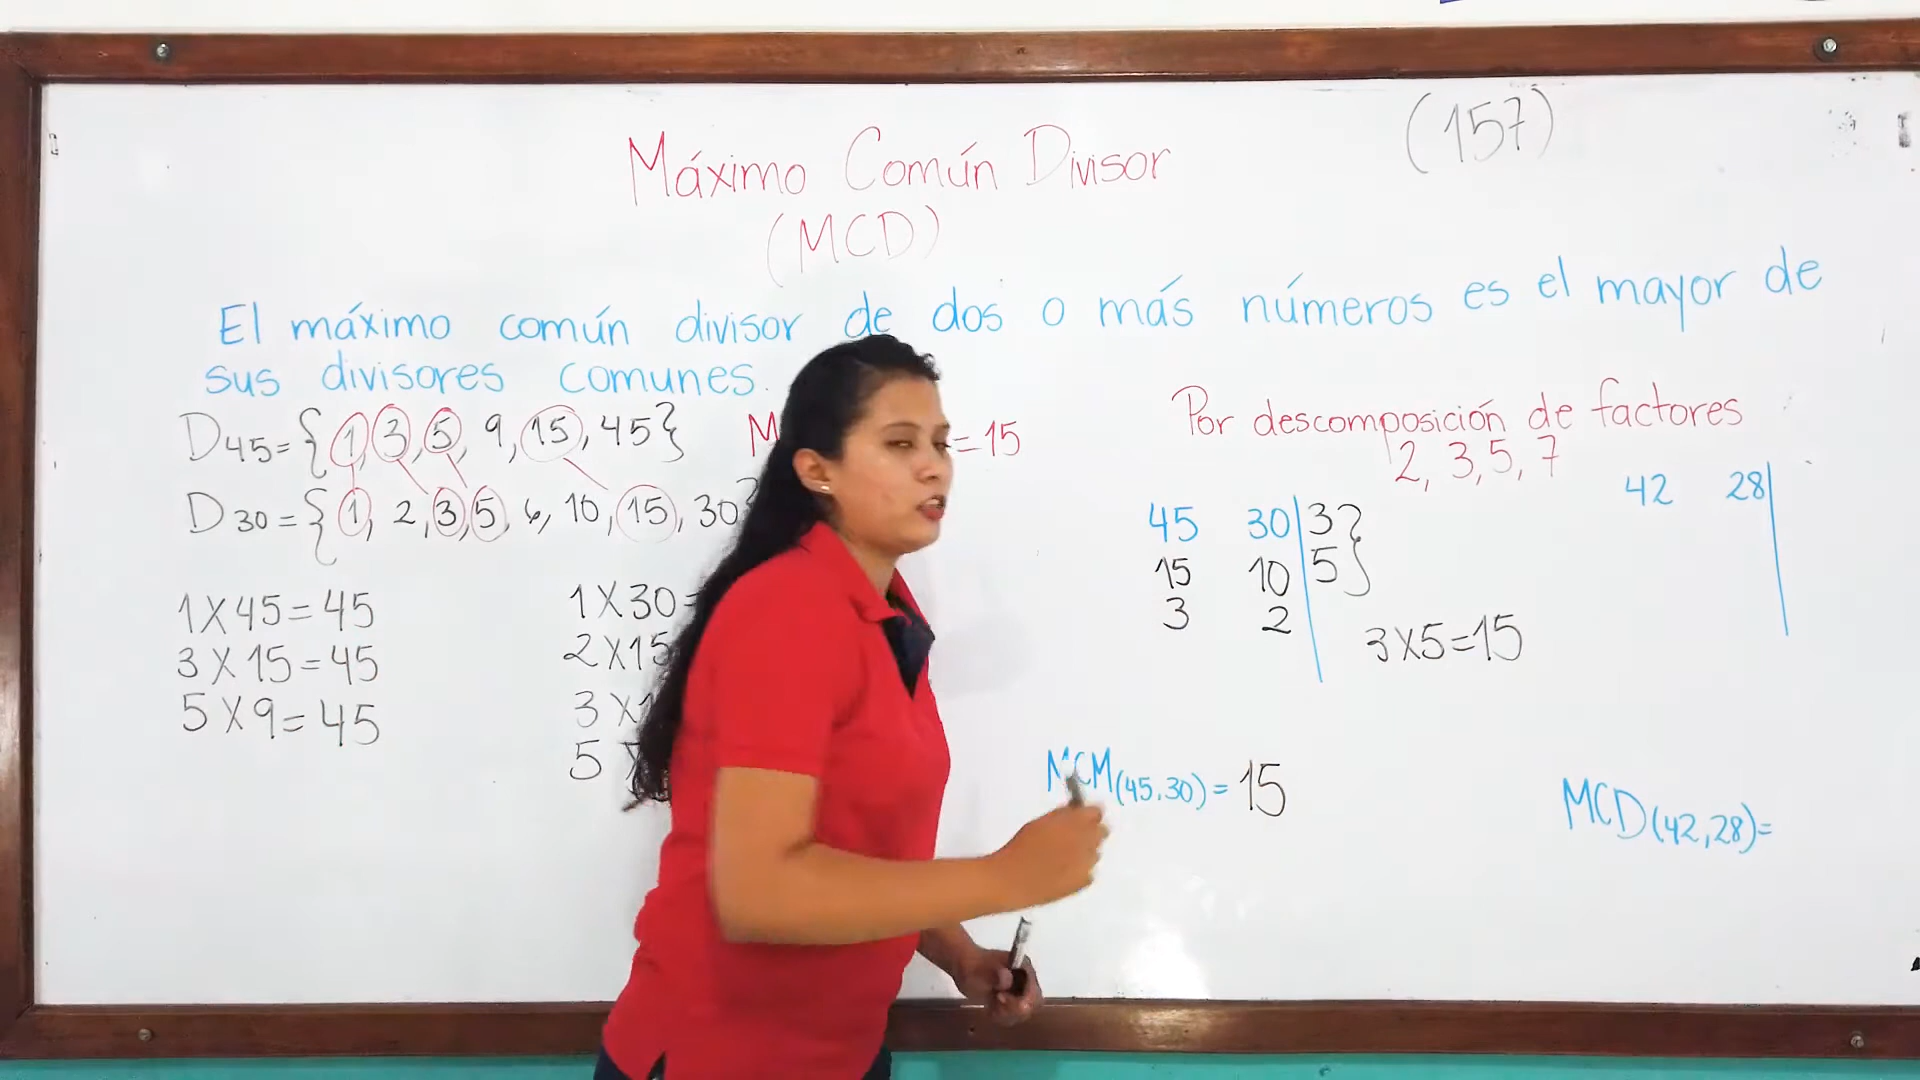 (157)
Máximo Común Divisor
(MCD)
El máximo común divisor de dos o más números es el mayor de
sus divisores comunes.
D45={1,3,5,9,15,45} M =15
D30={1,2,3,5,6,10,15,30}
1X45=45
3X15=45
5X9=45
1X30=
2X15
3X1
5X
Por descomposición de factores
2, 3, 5, 7
45 30|3}
15 10|5}
3 2
3X5=15
MCM(45,30)=15
42 28|
MCD(42,28)=